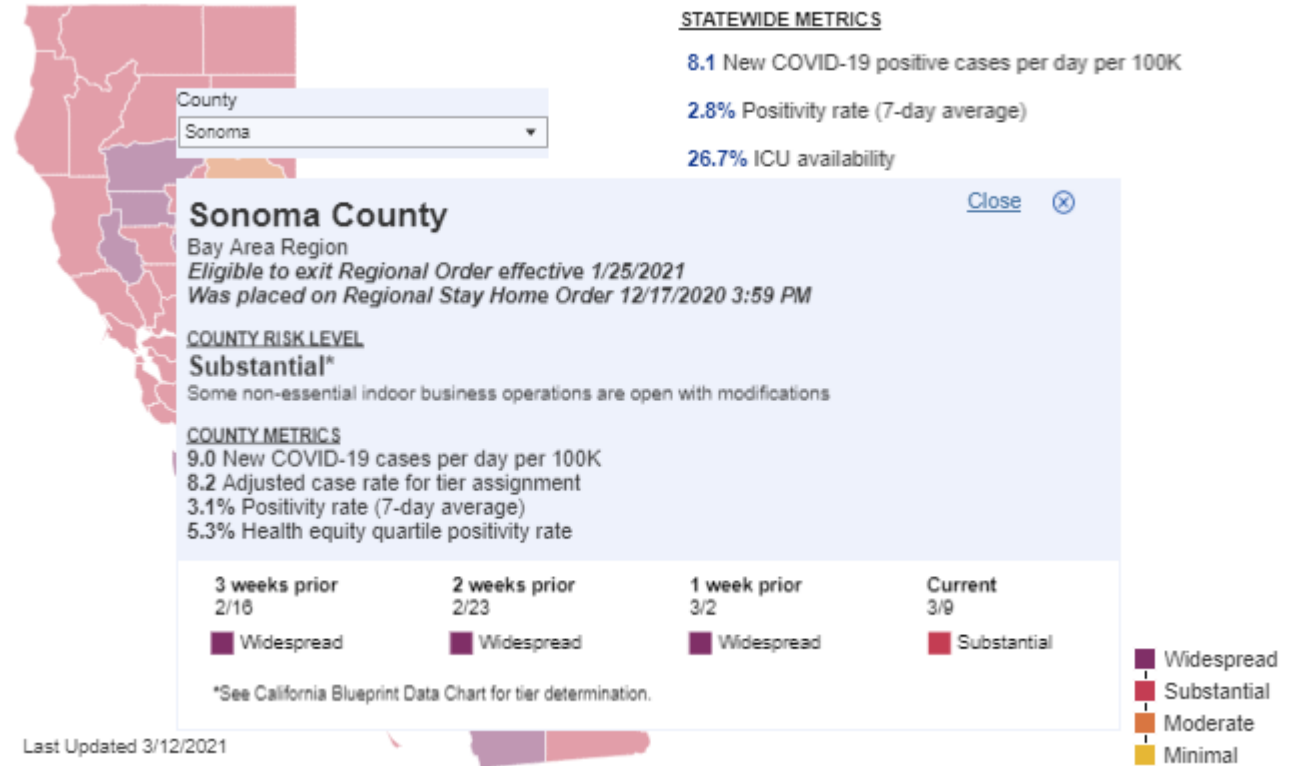 STATEWIDE METRICS
8.1 New COVID-19 positive cases per day per 100K
2.8% Positivity rate (7-day average)
26.7% ICU availability
County
Sonoma
Close
Sonoma County
Bay Area Region
Eligible to exit Regional Order effective 1/25/2021
Was placed on Regional Stay Home Order 12/17/2020 3:59 PM
COUNTY RISK LEVEL
Substantial*
Some non-essential indoor business operations are open with modifications
COUNTY METRICS
9.0 New COVID-19 cases per day per 100K
8.2 Adjusted case rate for tier assignment
3.1% Positivity rate (7-day average)
5.3% Health equity quartile positivity rate
3 weeks prior 2 weeks prior 1 week prior Current
2/16 2/23 3/2 3/9
Widespread Widespread Widespread Substantial
*See California Blueprint Data Chart for tier determination.
Widespread
Substantial
Moderate
Minimal
Last Updated 3/12/2021